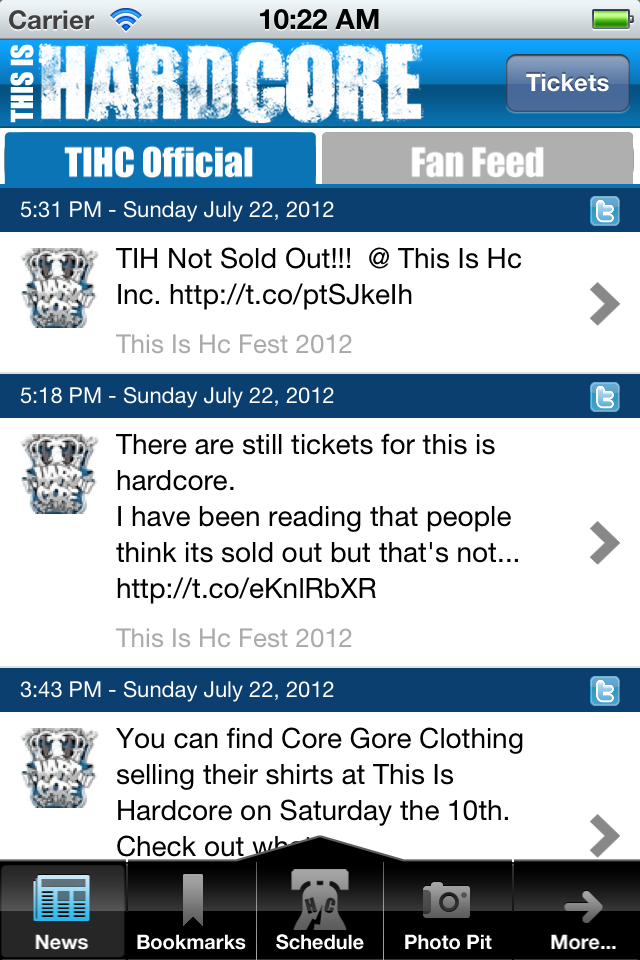 Carrier 10:22 AM
THIS IS HARDCORE
Tickets
TIHC Official
Fan Feed
5:31 PM - Sunday July 22, 2012
TIH Not Sold Out!!!  @ This Is Hc
Inc. http://t.co/ptSJkeIh
This Is Hc Fest 2012
5:18 PM - Sunday July 22, 2012
There are still tickets for this is
hardcore.
I have been reading that people
think its sold out but that's not...
http://t.co/eKnlRbXR
This Is Hc Fest 2012
3:43 PM - Sunday July 22, 2012
You can find Core Gore Clothing
selling their shirts at This Is
Hardcore on Saturday the 10th.
Check out
H C
News
Bookmarks
Schedule
Photo Pit
More...